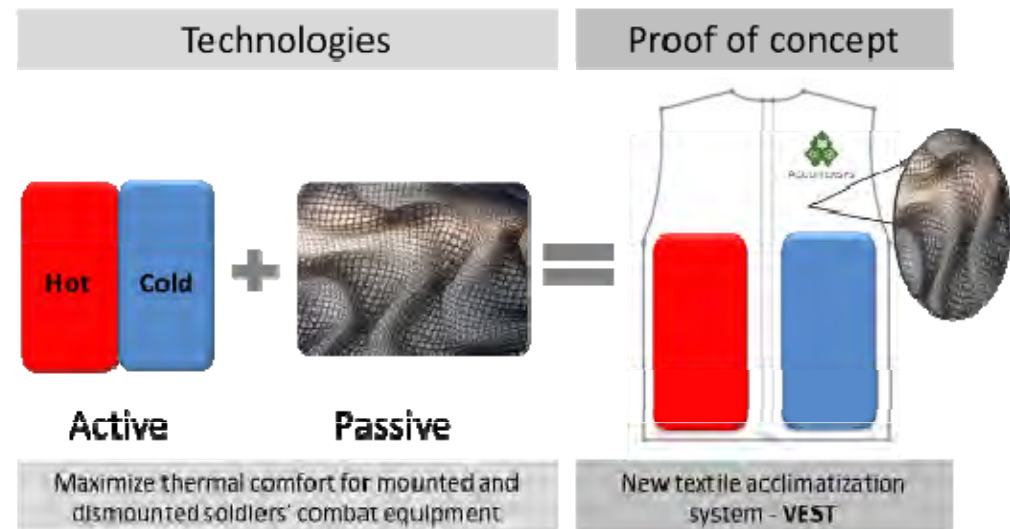 Technologies
Proof of concept
Hot
Cold
Active
Passive
Maximize thermal comfort for mounted and
dismounted soldiers' combat equipment
New textile acclimatization
system - VEST